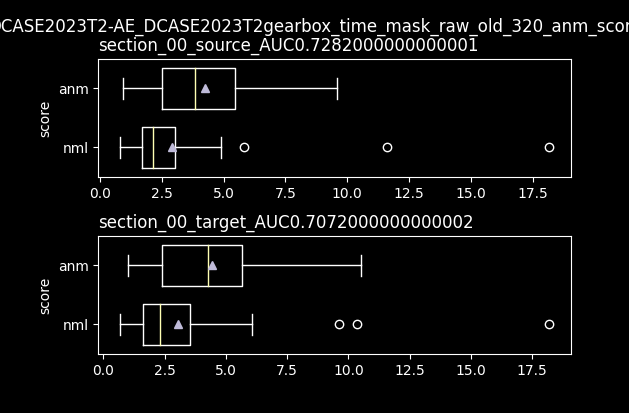 DCASE2023T2-AE_DCASE2023T2gearbox_time_mask_raw_old_320_anm_scor
section_00_source_AUC0.7282000000000001
anm
nml
score
0.0 2.5 5.0 7.5 10.0 12.5 15.0 17.5
section_00_target_AUC0.7072000000000002
anm
nml
score
0.0 2.5 5.0 7.5 10.0 12.5 15.0 17.5